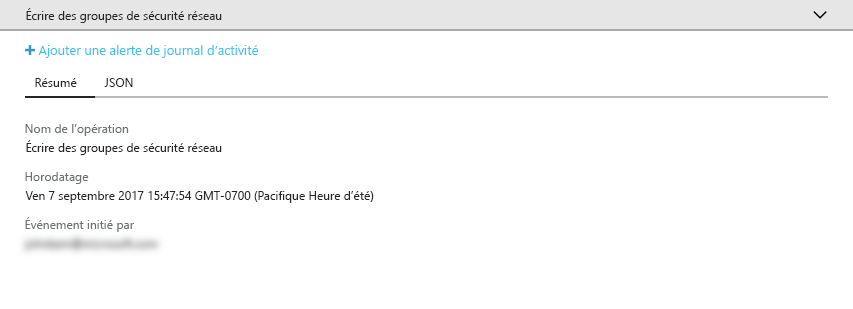 Écrire des groupes de sécurité réseau
Ajouter une alerte de journal d'activité
Résumé JSON
Nom de l'opération
Écrire des groupes de sécurité réseau
Horodatage
Ven 7 septembre 2017 15:47:54 GMT-0700 (Pacifique Heure d'été)
Événement initié par